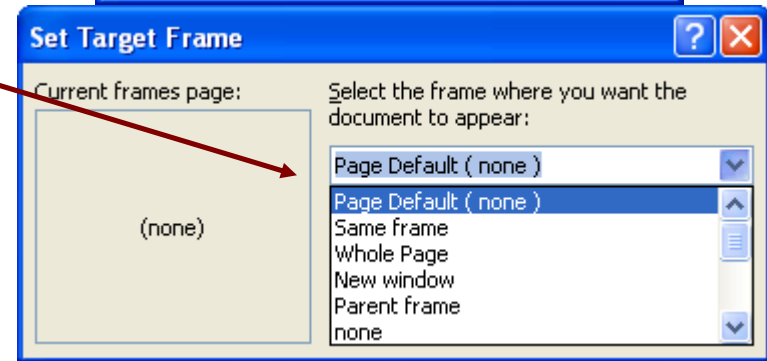 Set Target Frame
Current frames page:
(none)
Select the frame where you want the
document to appear:
Page Default ( none )
Page Default ( none )
Same frame
Whole Page
New window
Parent frame
none